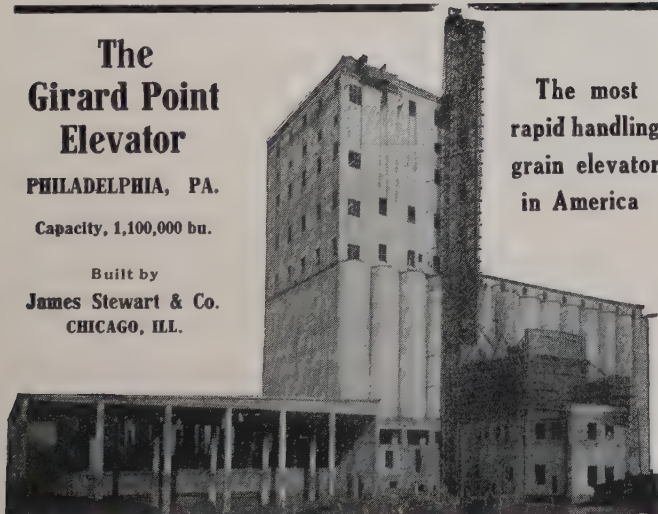 The
Girard Point
Elevator
PHILADELPHIA, PA.
Capacity, 1,100,000 bu.
Built by
James Stewart & Co.
CHICAGO, ILL.
The most
rapid handling
grain elevator
in America